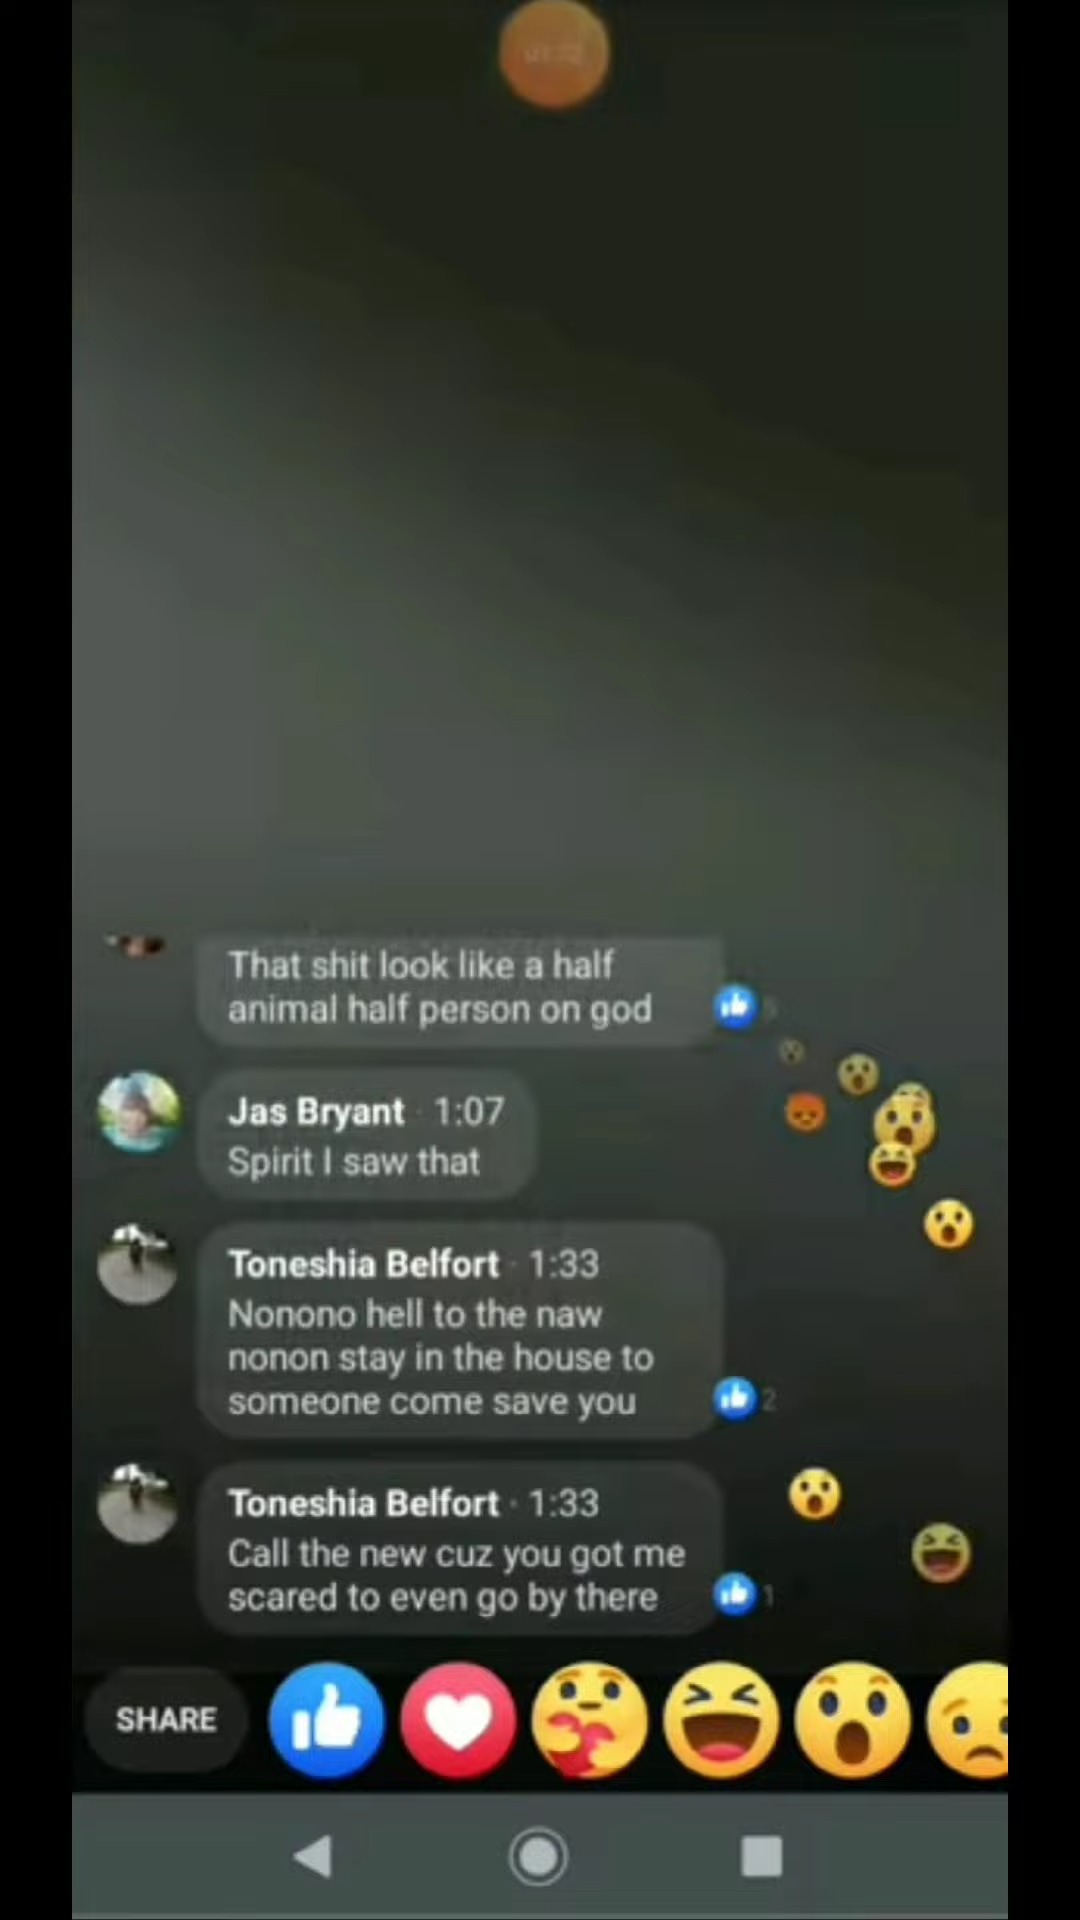 That shit look like a half
animal half person on god
Jas Bryant · 1:07
Spirit I saw that
Toneshia Belfort · 1:33
Nonono hell to the naw
nonon stay in the house to
someone come save you
2
Toneshia Belfort · 1:33
Call the new cuz you got me
scared to even go by there
1
SHARE